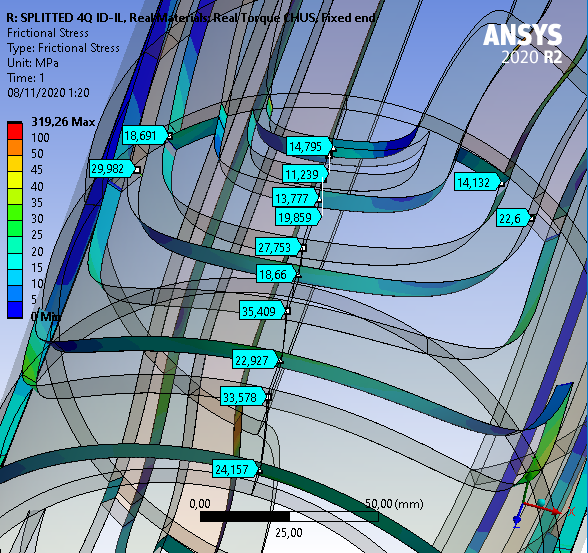 R: SPLITTED 4Q ID-IL, Real Materials: Real Torque CHUS, Fixed end
Frictional Stress
Type: Frictional Stress
Unit: MPa
Time: 1
08/11/2020 1:20
ANSYS
2020 R2
319,26 Max
100
50
45
40
35
30
25
20
15
10
5
0 Min
18,691
29,982
14,795
11,239
14,132
13,777
19,859
22,6
27,753
18,66
35,409
22,927
33,578
24,157
0,00
50,00 (mm)
25,00